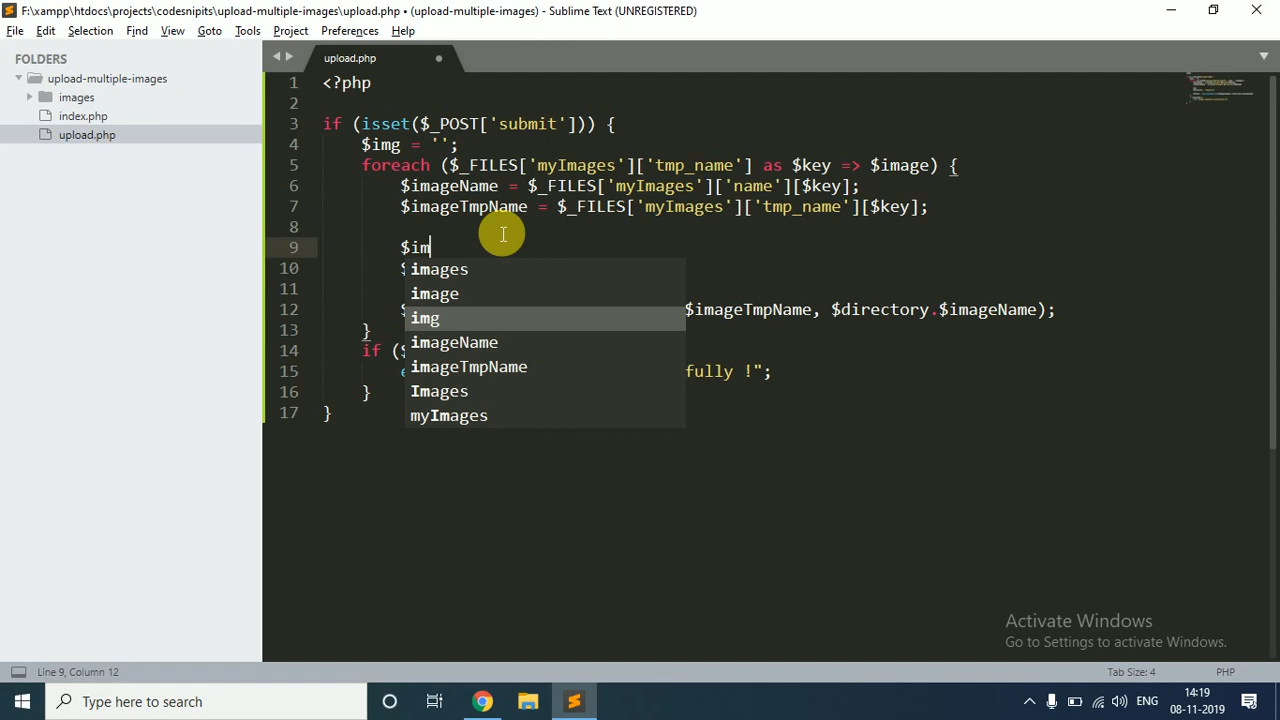 F:\xampp\htdocs\projects\codesnipits\upload-multiple-images\upload.php • (upload-multiple-images) - Sublime Text (UNREGISTERED)
File Edit Selection Find View Goto Tools Project Preferences Help
FOLDERS
upload-multiple-images
images
index.php
upload.php
upload.php
1 <?php
2
3 if (isset($_POST['submit'])) {
4 $img = '';
5 foreach ($_FILES['myImages']['tmp_name'] as $key => $image) {
6 $imageName = $_FILES['myImages']['name'][$key];
7 $imageTmpName = $_FILES['myImages']['tmp_name'][$key];
8
9 $im
10 $
images
11
image
12 $ $imageTmpName, $directory.$imageName);
img
13 }
imageName
14 if ($
imageTmpName
15 e fully !";
Images
16 }
myImages
17 }
Activate Windows
Go to Settings to activate Windows.
Line 9, Column 12 Tab Size: 4 PHP
Type here to search
ENG
14:19
08-11-2019